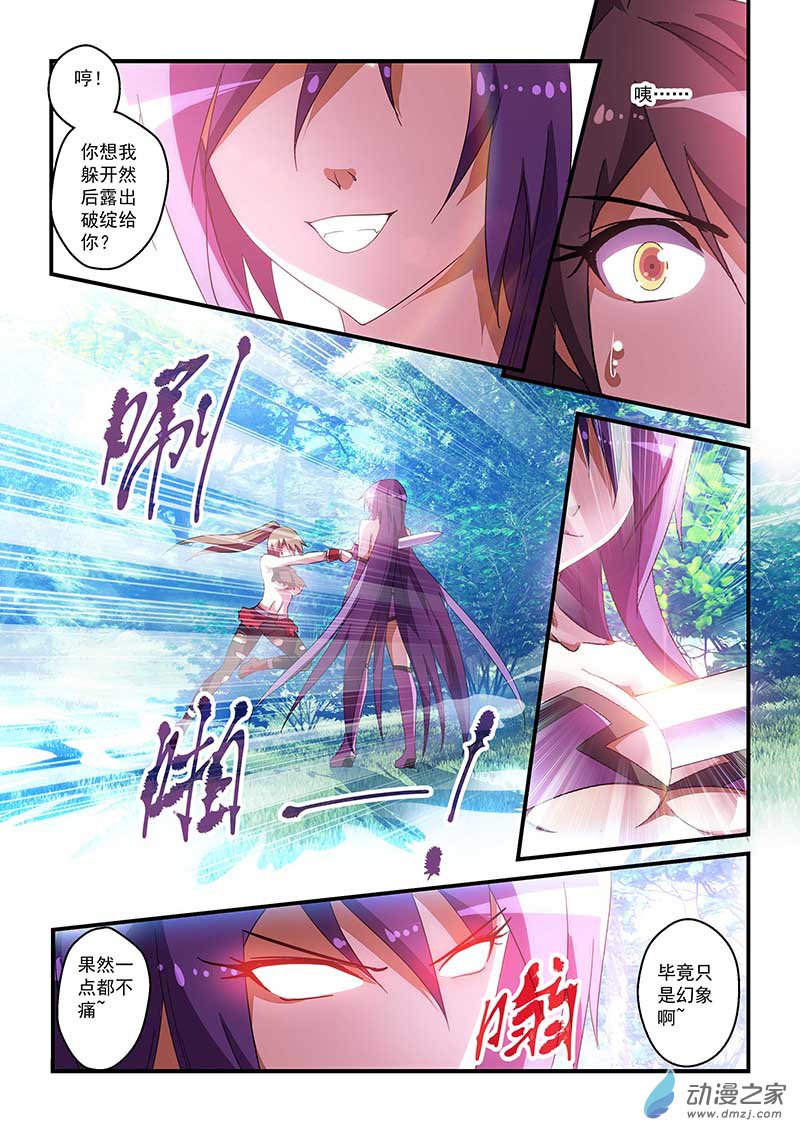 哼！
你想我
躲开然
后露出
破绽给
你？
咦……
唰
啪——！
果然一
点都不
痛~
嗡
毕竟只
是幻象
啊~
动漫之家
www.dmzj.com